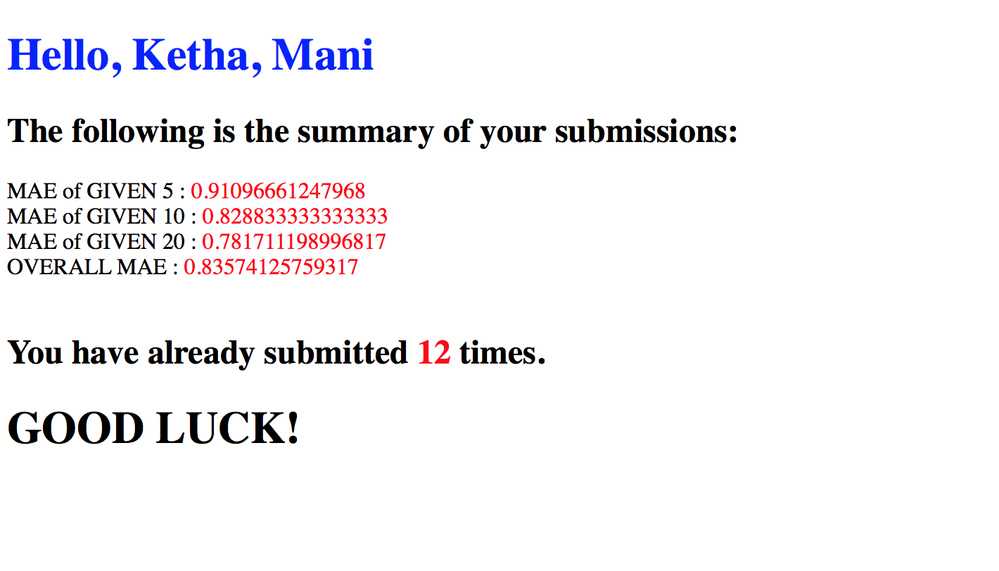 Hello, Ketha, Mani
The following is the summary of your submissions:
MAE of GIVEN 5 : 0.91096661247968
MAE of GIVEN 10 : 0.828833333333333
MAE of GIVEN 20 : 0.781711198996817
OVERALL MAE : 0.83574125759317
You have already submitted 12 times.
GOOD LUCK!